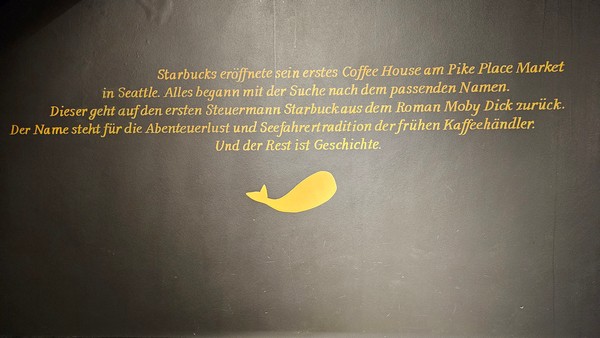 Starbucks eröffnete sein erstes Coffee House am Pike Place Market
in Seattle. Alles begann mit der Suche nach dem passenden Namen.
Dieser geht auf den ersten Steuermann Starbuck aus dem Roman Moby Dick zurück.
Der Name steht für die Abenteuerlust und Seefahrertradition der frühen Kaffeehändler.
Und der Rest ist Geschichte.